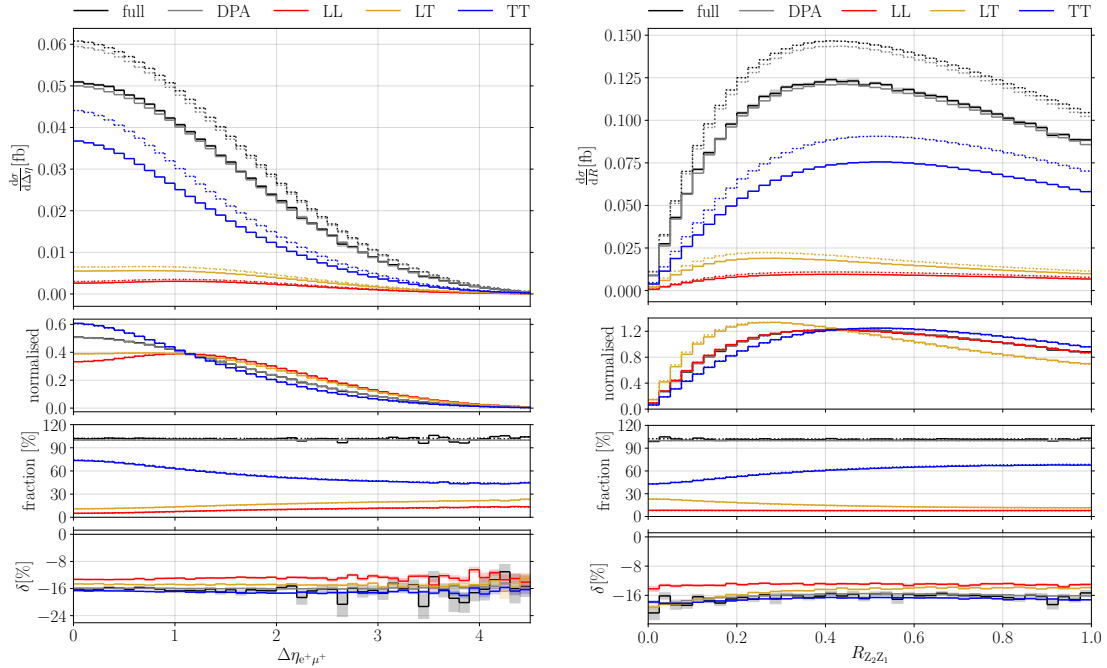 full DPA LL LT TT
dσ/dΔη [fb]
0.06
0.05
0.04
0.03
0.02
0.01
0.00
normalised
0.6
0.4
0.2
0.0
fraction [%]
120
90
60
30
0
δ[%]
0
−8
−16
−24
0 1 2 3 4
Δη_{e⁺μ⁺}
full DPA LL LT TT
dσ/dR [fb]
0.150
0.125
0.100
0.075
0.050
0.025
0.000
normalised
1.2
0.8
0.4
0.0
fraction [%]
120
90
60
30
0
δ[%]
0
−8
−16
0.0 0.2 0.4 0.6 0.8 1.0
R_{Z₂Z₁}